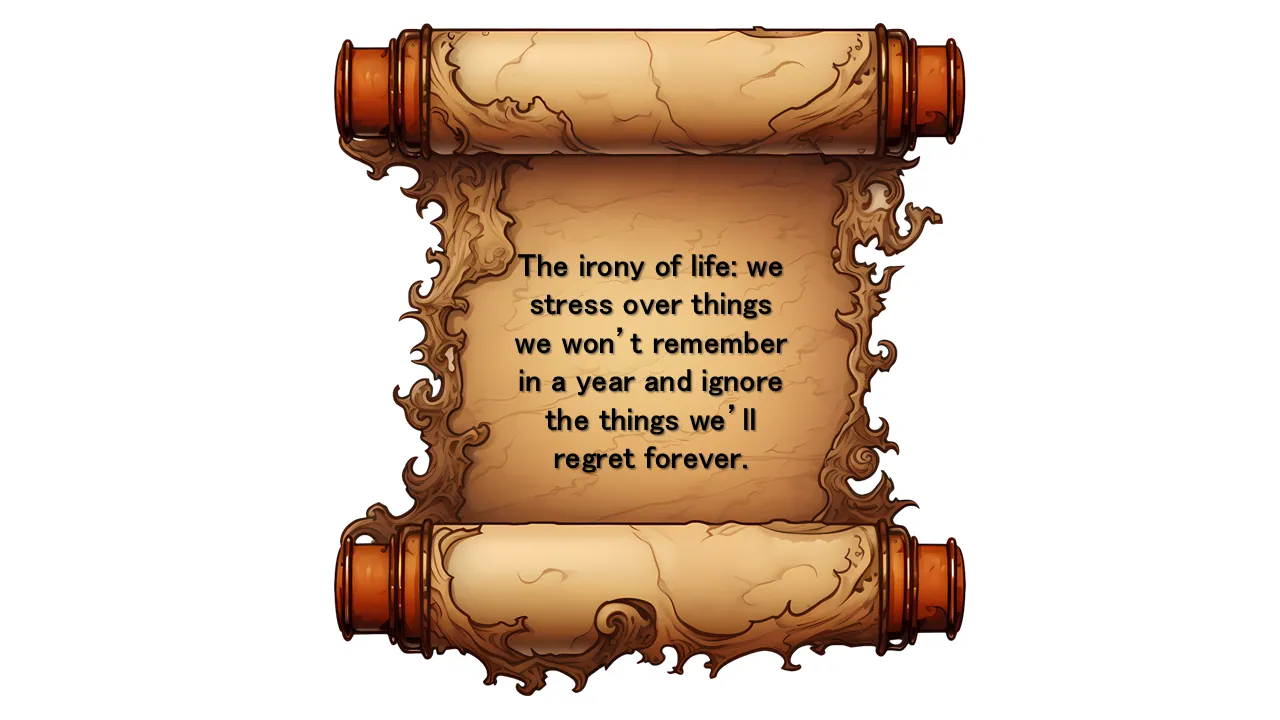 The irony of life: we
stress over things
we won’t remember
in a year and ignore
the things we’ll
regret forever.